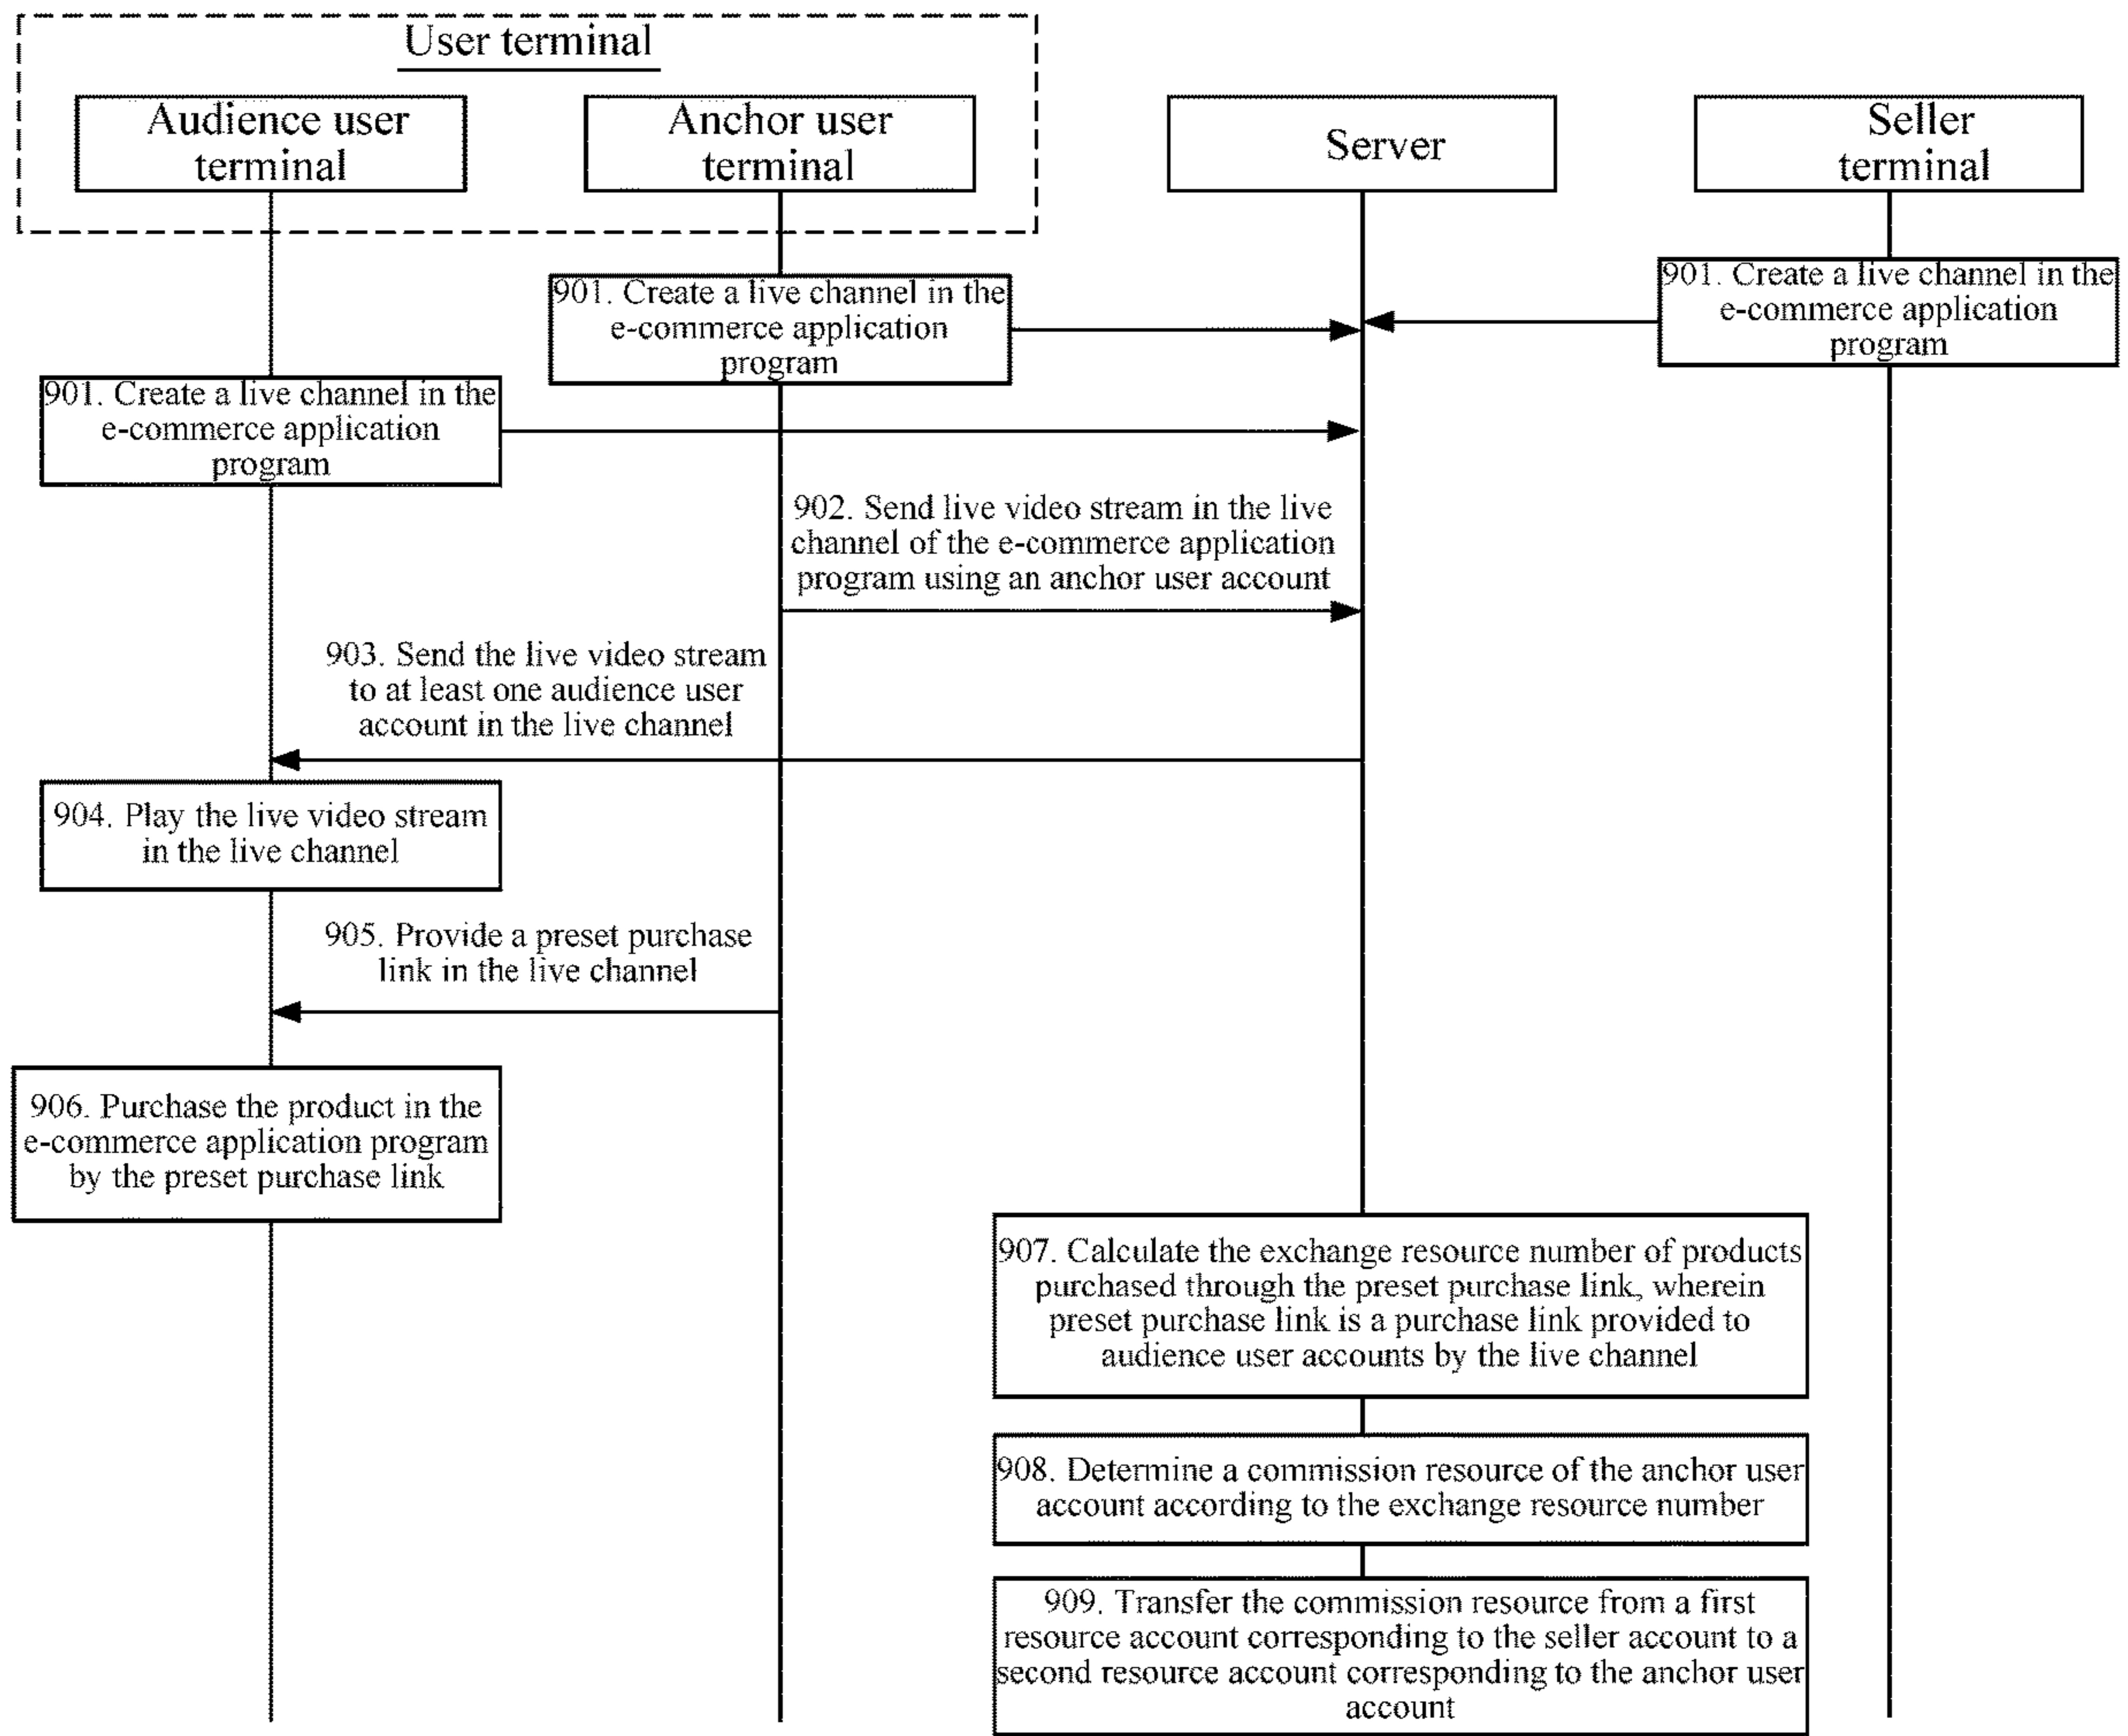 User terminal
Audience user
terminal
Anchor user
terminal
Server
Seller
terminal
901. Create a live channel in the
e-commerce application
program
901. Create a live channel in the
e-commerce application
program
901. Create a live channel in the
e-commerce application
program
902. Send live video stream in the live
channel of the e-commerce application
program using an anchor user account
903. Send the live video stream
to at least one audience user
account in the live channel
904. Play the live video stream
in the live channel
905. Provide a preset purchase
link in the live channel
906. Purchase the product in the
e-commerce application program
by the preset purchase link
907. Calculate the exchange resource number of products
purchased through the preset purchase link, wherein
preset purchase link is a purchase link provided to
audience user accounts by the live channel
908. Determine a commission resource of the anchor user
account according to the exchange resource number
909. Transfer the commission resource from a first
resource account corresponding to the seller account to a
second resource account corresponding to the anchor user
account